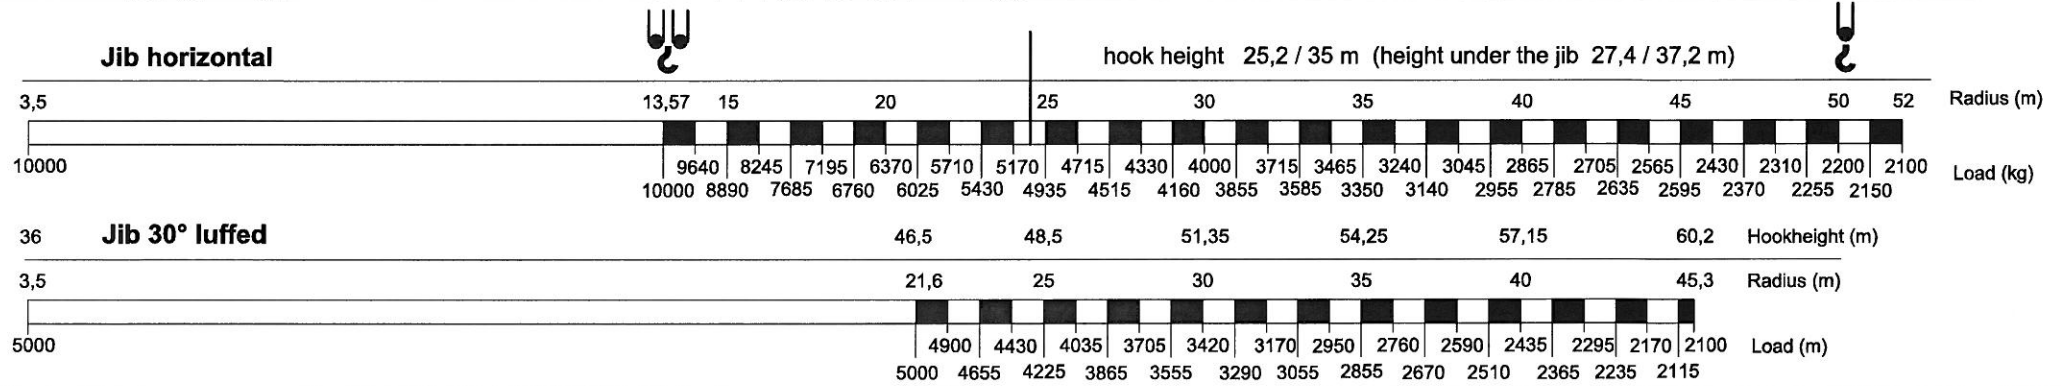 Jib horizontal
hook height 25,2 / 35 m (height under the jib 27,4 / 37,2 m)
3,5 13,57 15 20 25 30 35 40 45 50 52 Radius (m)
10000 9640 8245 7195 6370 5710 5170 4715 4330 4000 3715 3465 3240 3045 2865 2705 2565 2430 2310 2200 2100 Load (kg)
10000 8890 7685 6760 6025 5430 4935 4515 4160 3855 3585 3350 3140 2955 2785 2635 2595 2370 2255 2150
36 Jib 30° luffed 46,5 48,5 51,35 54,25 57,15 60,2 Hookheight (m)
3,5 21,6 25 30 35 40 45,3 Radius (m)
5000 4900 4430 4035 3705 3420 3170 2950 2760 2590 2435 2295 2170 2100 Load (m)
5000 4655 4225 3865 3555 3290 3055 2855 2670 2510 2365 2235 2115